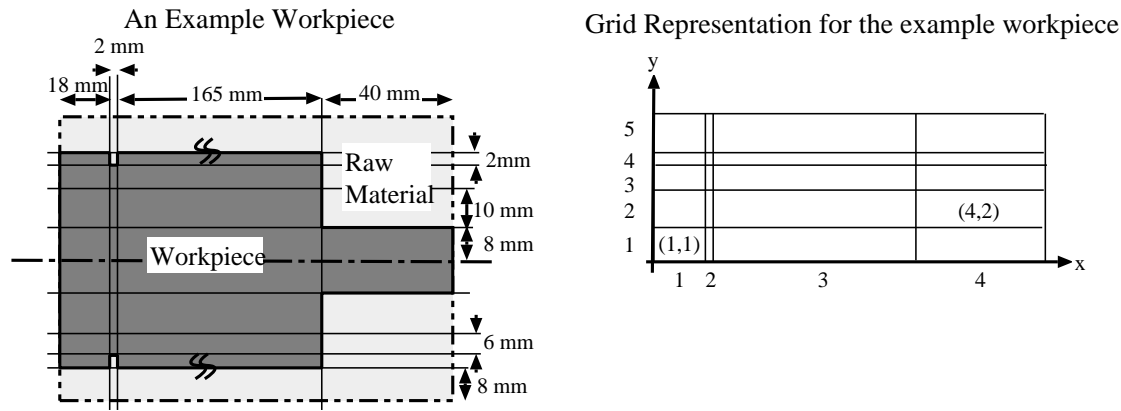 An Example Workpiece
2 mm
18 mm
165 mm
40 mm
Raw
Material
2mm
10 mm
8 mm
Workpiece
6 mm
8 mm
Grid Representation for the example workpiece
y
5
4
3
2
(4,2)
1
(1,1)
x
1 2 3 4